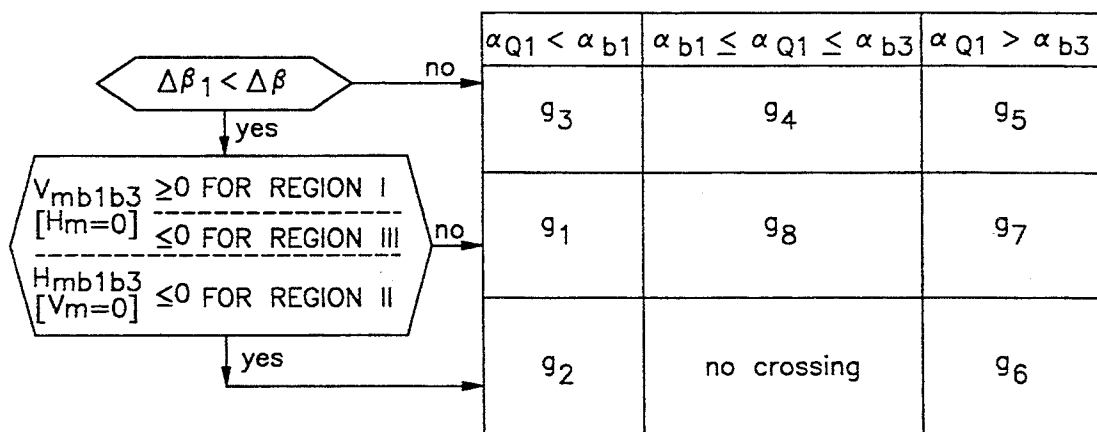 α_Q1 < α_b1 α_b1 ≤ α_Q1 ≤ α_b3 α_Q1 > α_b3
Δβ_1 < Δβ no
g_3 g_4 g_5
yes
V_mb1b3 ≥0 FOR REGION I
[H_m=0] ≤0 FOR REGION III
no g_1 g_8 g_7
H_mb1b3
[V_m=0] ≤0 FOR REGION II
yes
g_2 no crossing g_6